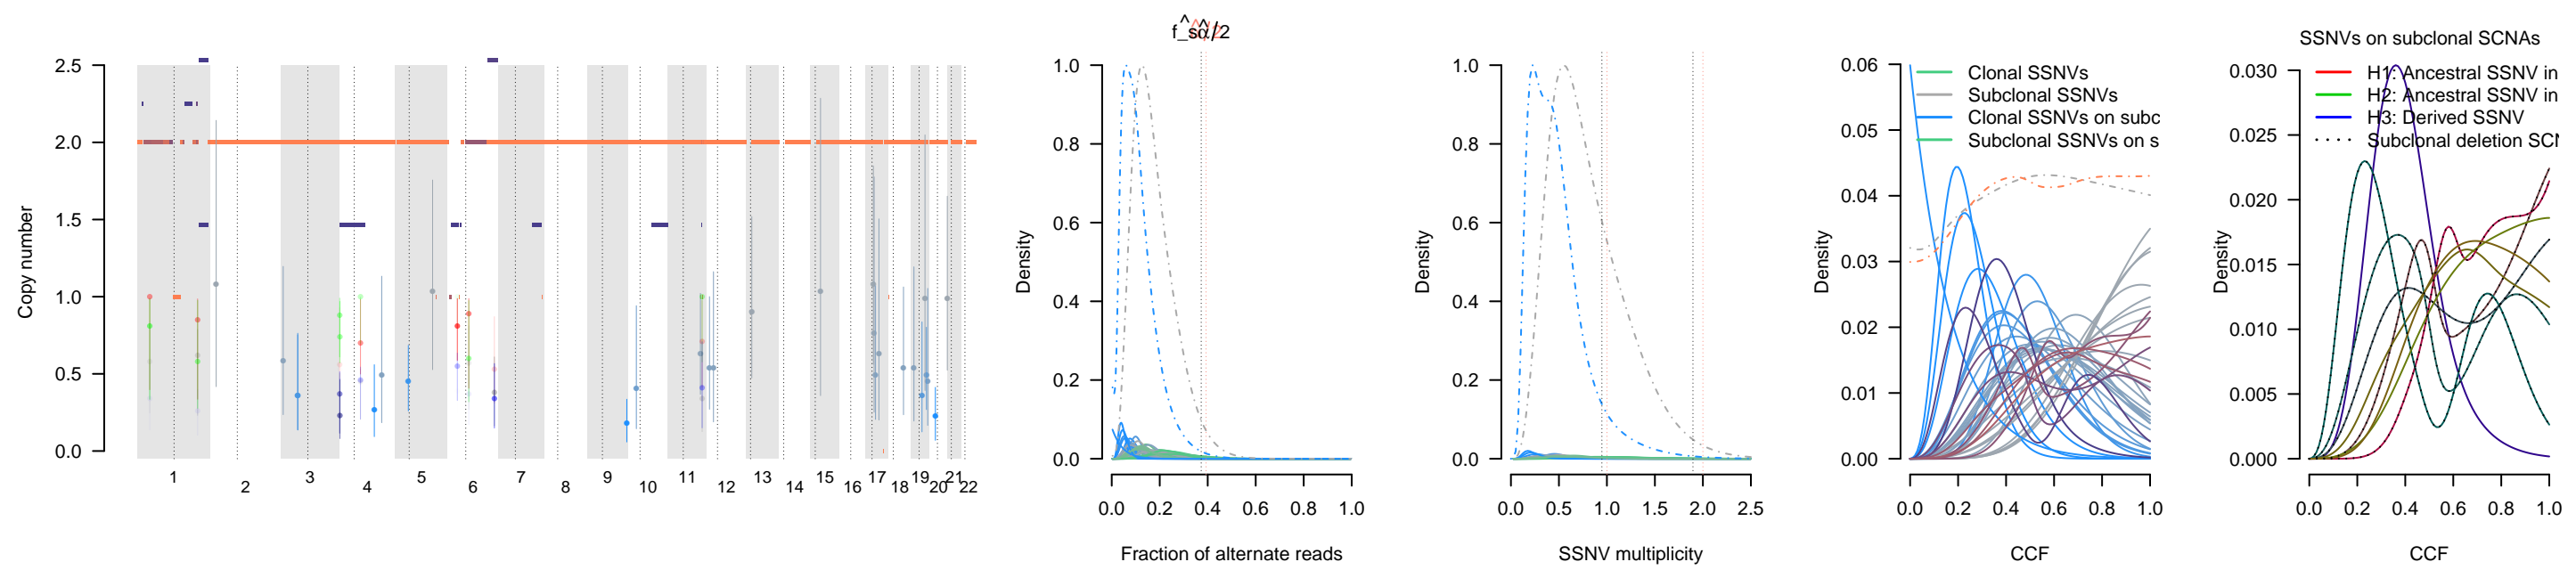 Copy number
2.5
2.0
1.5
1.0
0.5
0.0
1
2
3
4
5
6
7
8
9
10
11
12
13
14
15
16
17
18
19
20
21
22
Density
1.0
0.8
0.6
0.4
0.2
0.0
0.0 0.2 0.4 0.6 0.8 1.0
Fraction of alternate reads
Density
1.0
0.8
0.6
0.4
0.2
0.0
0.0 0.5 1.0 1.5 2.0 2.5
SSNV multiplicity
Density
0.06
0.05
0.04
0.03
0.02
0.01
0.00
Clonal SSNVs
Subclonal SSNVs
Clonal SSNVs on subc
Subclonal SSNVs on s
0.0 0.2 0.4 0.6 0.8 1.0
CCF
SSNVs on subclonal SCNAs
Density
0.030
0.025
0.020
0.015
0.010
0.005
0.000
H1: Ancestral SSNV in
H2: Ancestral SSNV in
H3: Derived SSNV
Subclonal deletion SCN
0.0 0.2 0.4 0.6 0.8 1.0
CCF